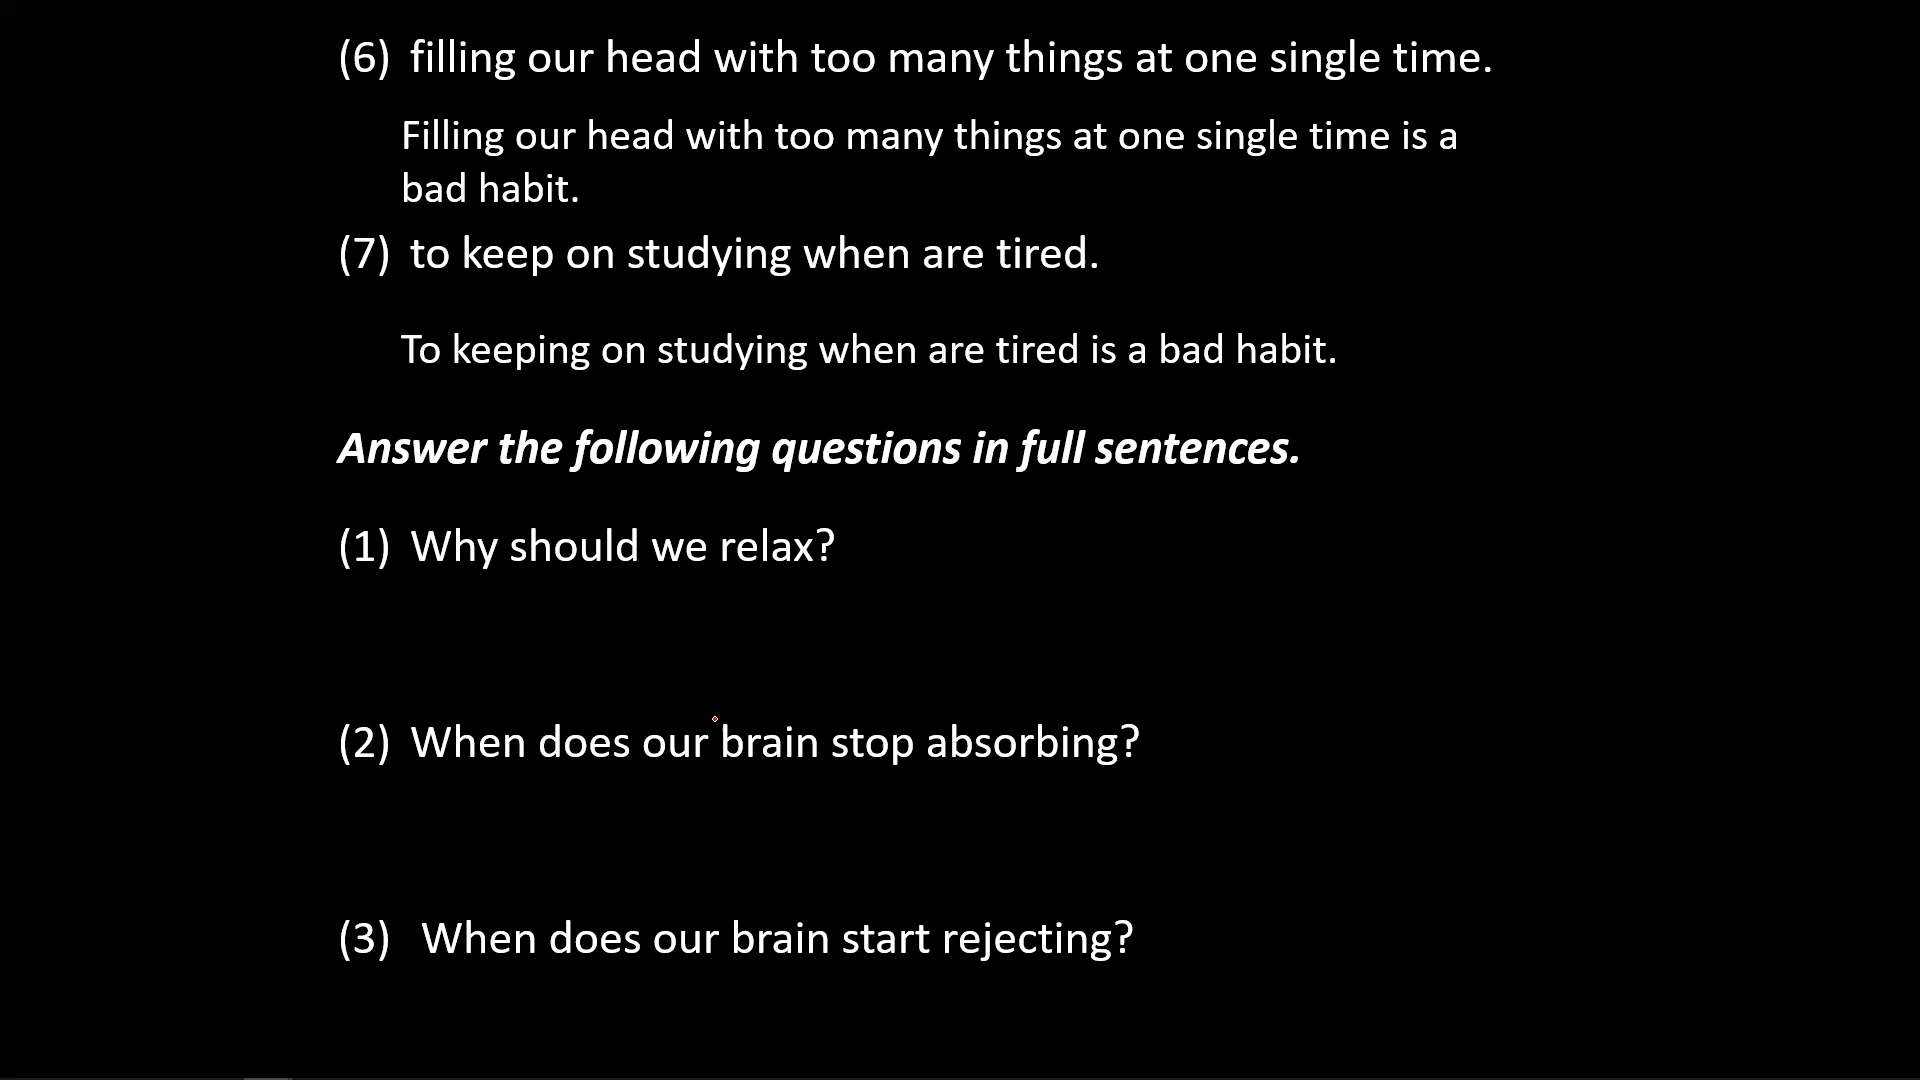 (6) filling our head with too many things at one single time.
Filling our head with too many things at one single time is a
bad habit.
(7) to keep on studying when are tired.
To keeping on studying when are tired is a bad habit.
Answer the following questions in full sentences.
(1) Why should we relax?
(2) When does our brain stop absorbing?
(3) When does our brain start rejecting?